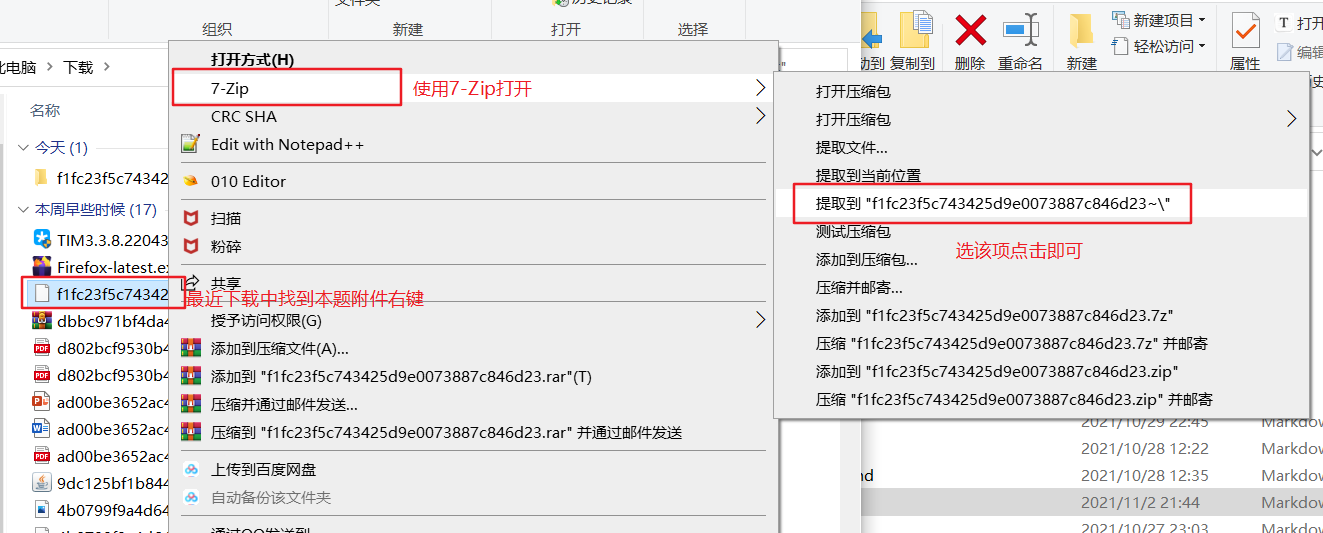 组织
新建
打开
选择
此电脑 > 下载 >
名称
今天 (1)
f1fc23f5c74342
本周早些时候 (17)
TIM3.3.8.22043
Firefox-latest.ex
f1fc23f5c74342
dbbc971bf4da4
d802bcf9530b4
d802bcf9530b4
ad00be3652ac4
ad00be3652ac4
ad00be3652ac4
9dc125bf1b844
4b0799f9a4d64
最近下载中找到本题附件右键
打开方式(H)
7-Zip
使用7-Zip打开
CRC SHA
Edit with Notepad++
010 Editor
扫描
粉碎
共享
授予访问权限(G)
添加到压缩文件(A)...
添加到 "f1fc23f5c743425d9e0073887c846d23.rar"(T)
压缩并通过邮件发送...
压缩到 "f1fc23f5c743425d9e0073887c846d23.rar" 并通过邮件发送
上传到百度网盘
自动备份该文件夹
通过QQ发送到
打开压缩包
打开压缩包
提取文件...
提取到当前位置
提取到 "f1fc23f5c743425d9e0073887c846d23~\"
测试压缩包
选该项点击即可
添加到压缩包...
压缩并邮寄...
添加到 "f1fc23f5c743425d9e0073887c846d23.7z"
压缩 "f1fc23f5c743425d9e0073887c846d23.7z" 并邮寄
添加到 "f1fc23f5c743425d9e0073887c846d23.zip"
压缩 "f1fc23f5c743425d9e0073887c846d23.zip" 并邮寄
动到 复制到
删除
重命名
新建
新建项目
轻松访问
属性
打开
编辑
2021/10/29 22:45 Markdow
2021/10/28 12:22 Markdow
nd 2021/10/28 12:35 Markdow
2021/11/2 21:44 Markdow
2021/10/27 23:03 Markdow